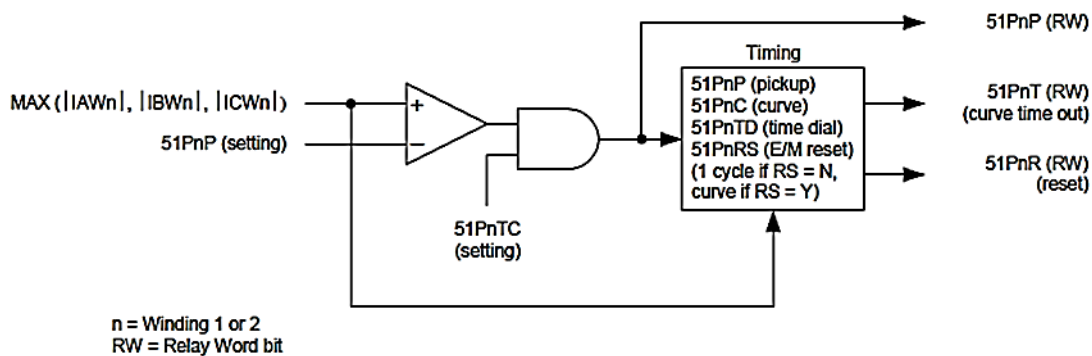 51PnP (RW)
Timing
MAX (|IAWn|, |IBWn|, |ICWn|)
+
51PnP (setting)
−
51PnTC
(setting)
51PnP (pickup)
51PnC (curve)
51PnTD (time dial)
51PnRS (E/M reset)
(1 cycle if RS = N,
curve if RS = Y)
51PnT (RW)
(curve time out)
51PnR (RW)
(reset)
n = Winding 1 or 2
RW = Relay Word bit